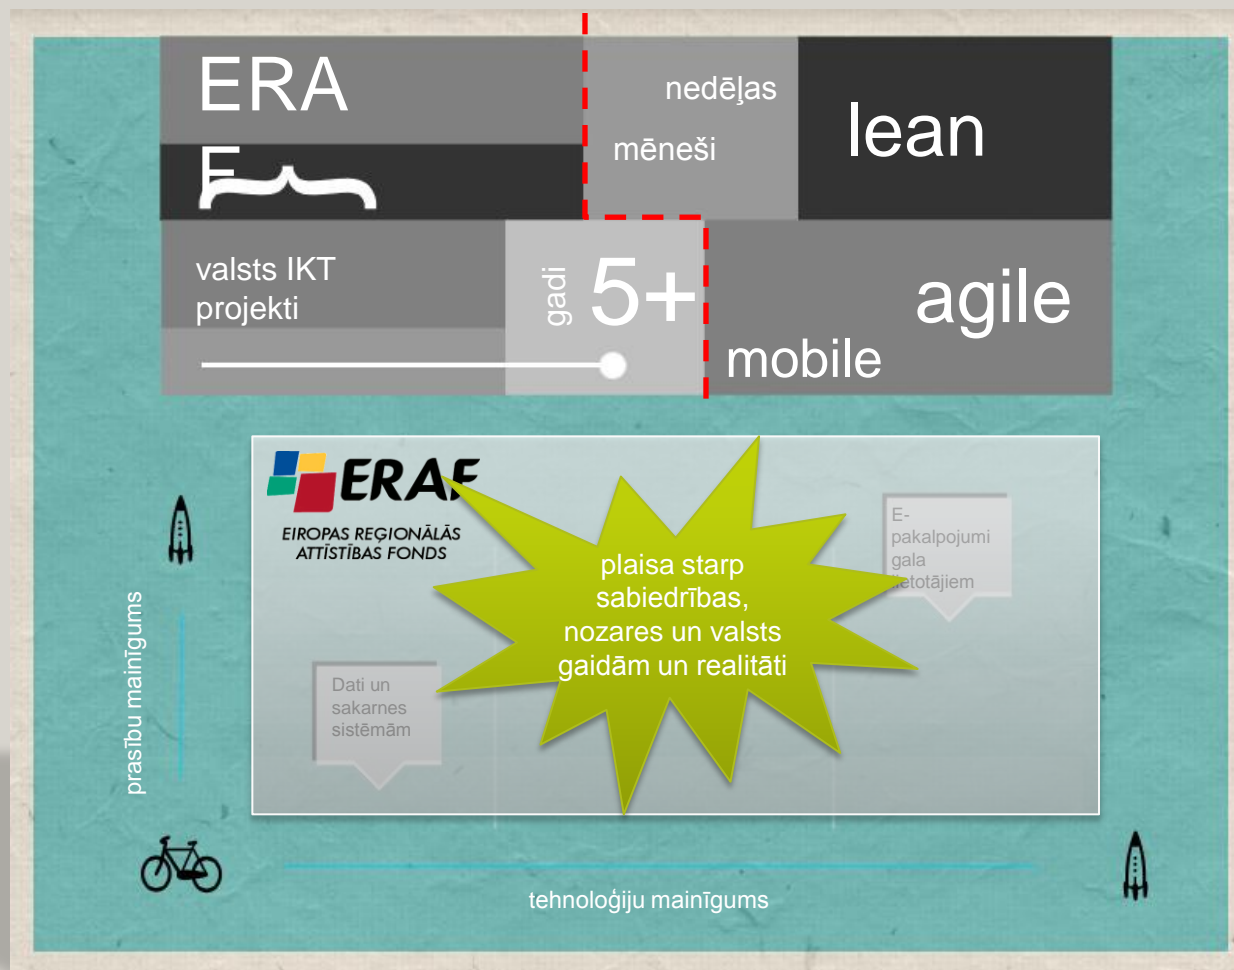 ERA
F
nedēļas
mēneši
lean
valsts IKT
projekti
gadi
5+
agile
mobile
ERAF
EIROPAS REĢIONĀLĀS
ATTĪSTĪBAS FONDS
E-
pakalpojumi
gala
lietotājiem
plaisa starp
sabiedrības,
nozares un valsts
gaidām un realitāti
Dati un
sakarnes
sistēmām
prasību mainīgums
tehnoloģiju mainīgums